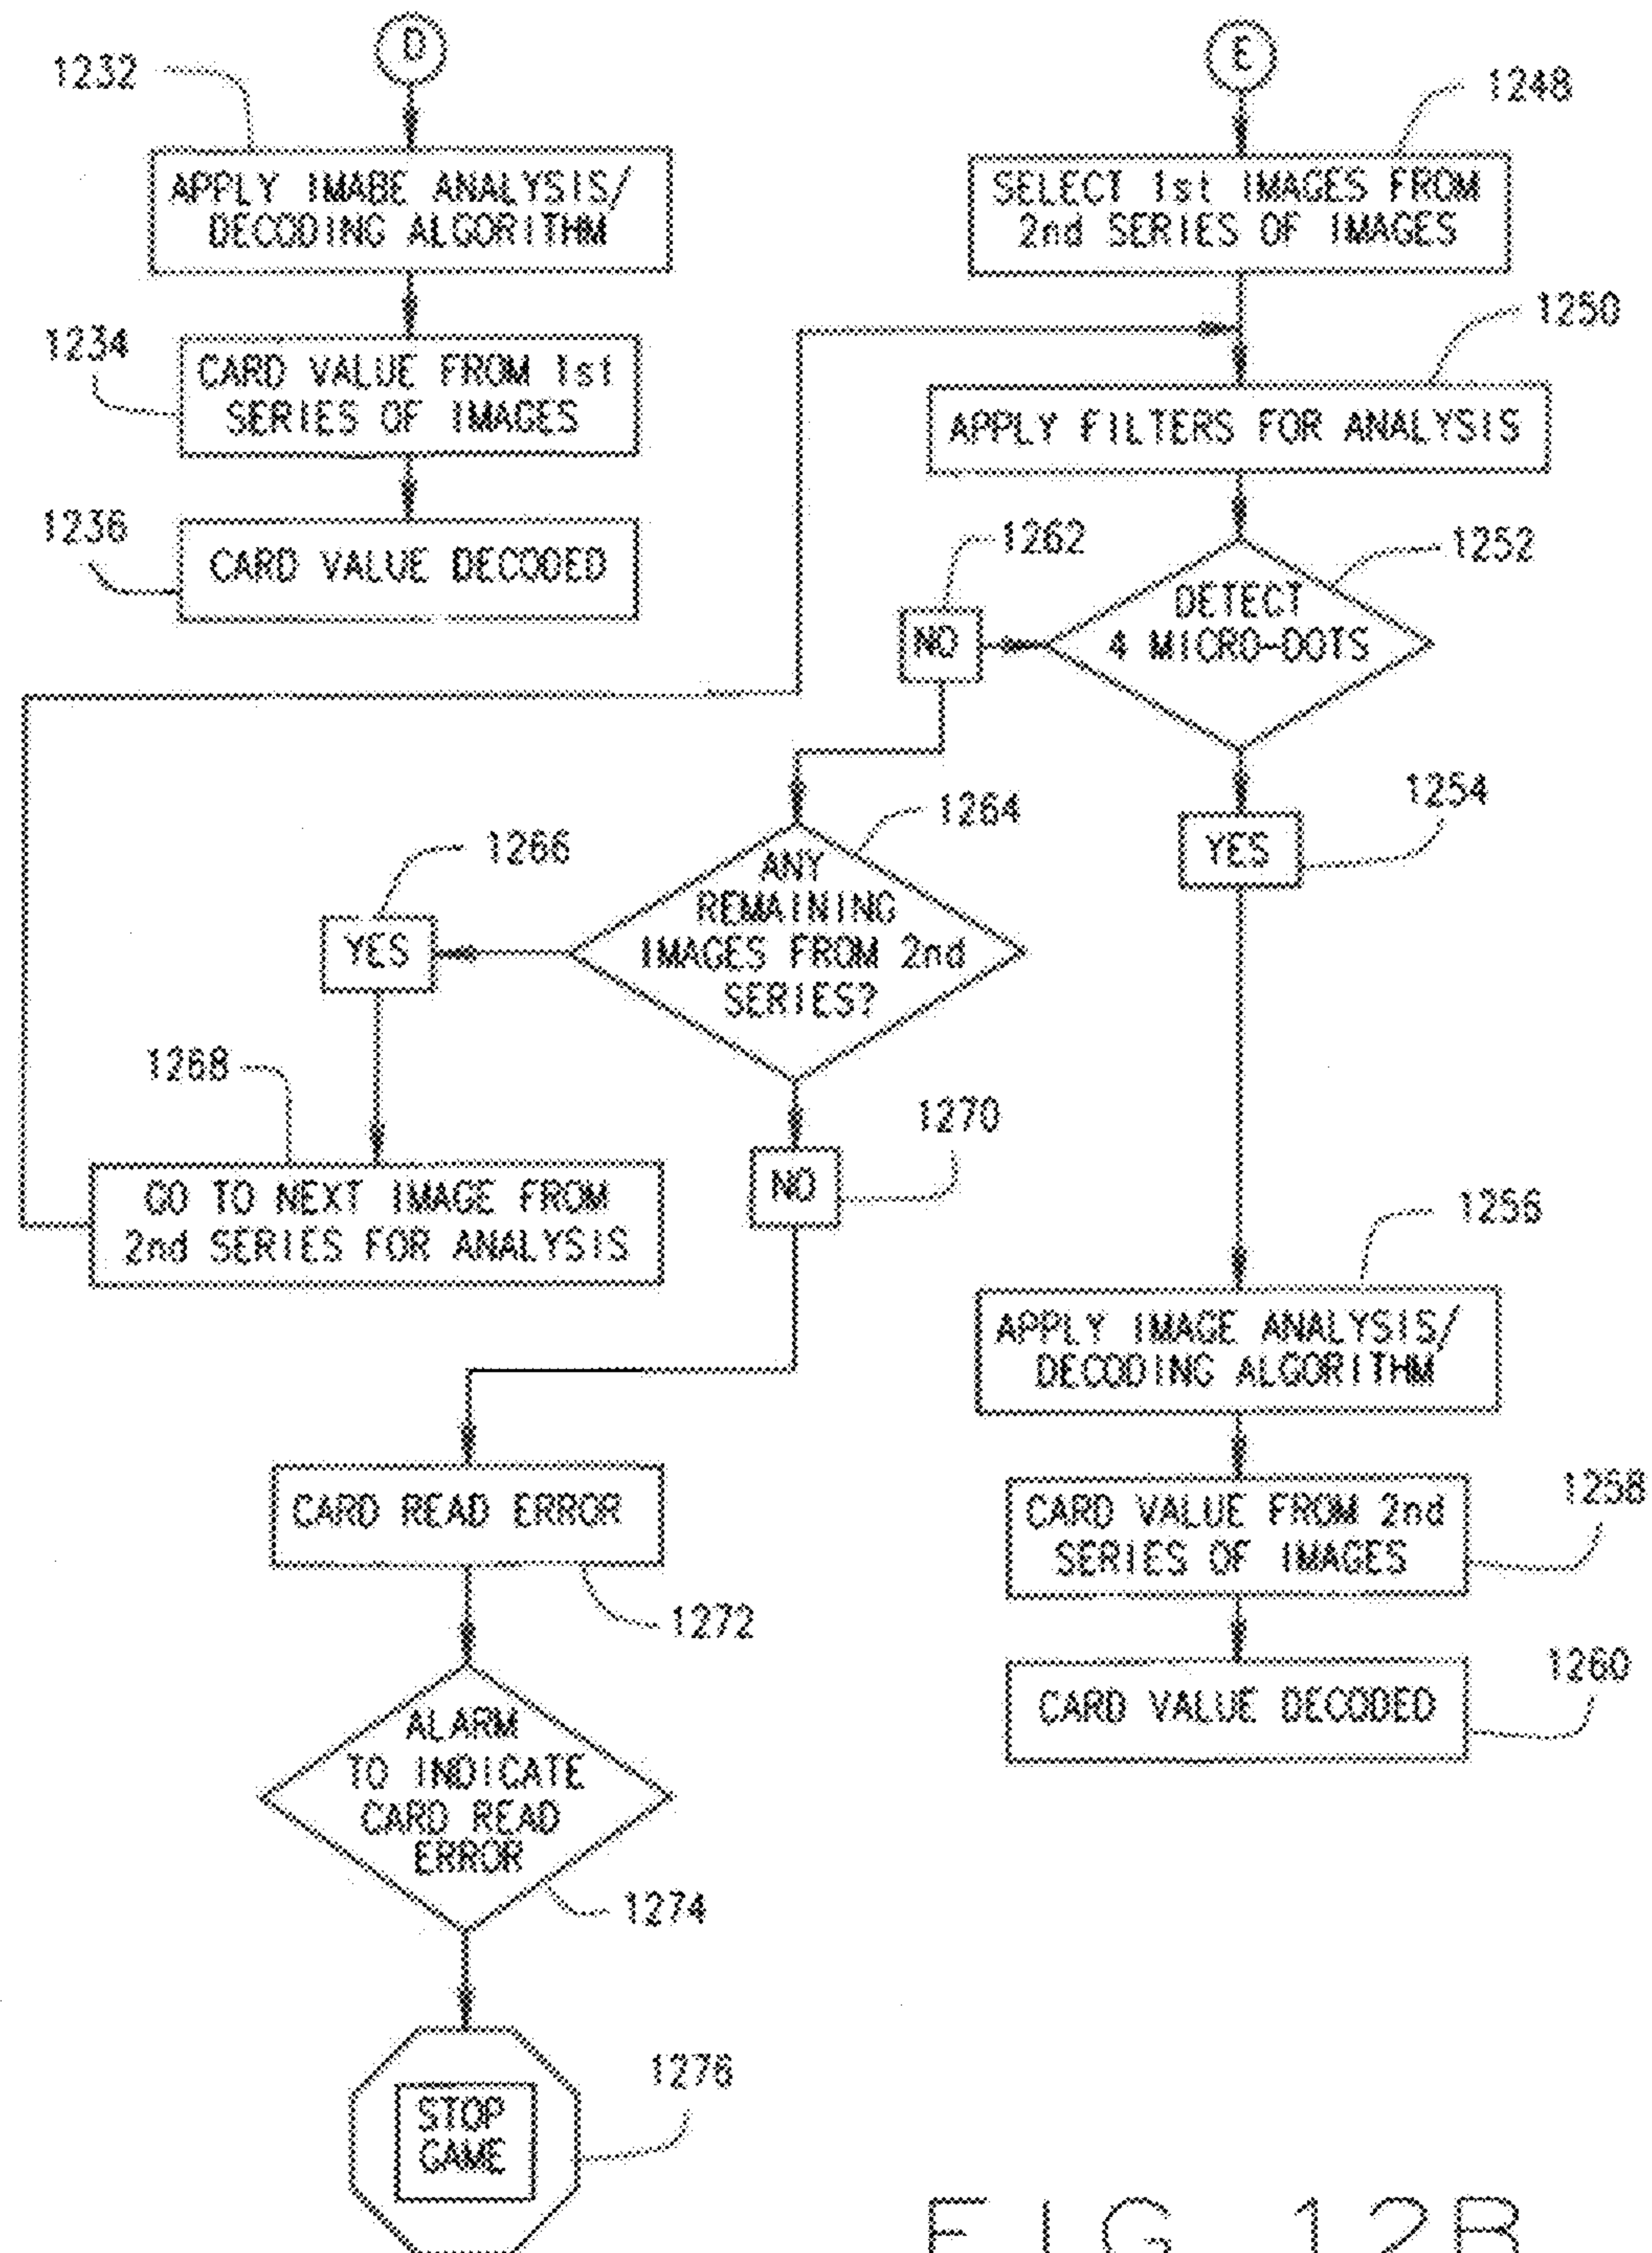 D
1232
APPLY IMABE ANALYSIS/
DECODING ALGORITHM
1234
CARD VALUE FROM 1st
SERIES OF IMAGES
1236
CARD VALUE DECODED
E
1248
SELECT 1st IMAGES FROM
2nd SERIES OF IMAGES
1250
APPLY FILTERS FOR ANALYSIS
1262
NO
1252
DETECT
4 MICRO-DOTS
1254
YES
1264
ANY
REMAINING
IMAGES FROM 2nd
SERIES?
1266
YES
1268
GO TO NEXT IMAGE FROM
2nd SERIES FOR ANALYSIS
1270
NO
1256
APPLY IMAGE ANALYSIS/
DECODING ALGORITHM
1258
CARD VALUE FROM 2nd
SERIES OF IMAGES
1260
CARD VALUE DECODED
CARD READ ERROR
1272
ALARM
TO INDICATE
CARD READ
ERROR
1274
STOP
GAME
1276
FIG 12B